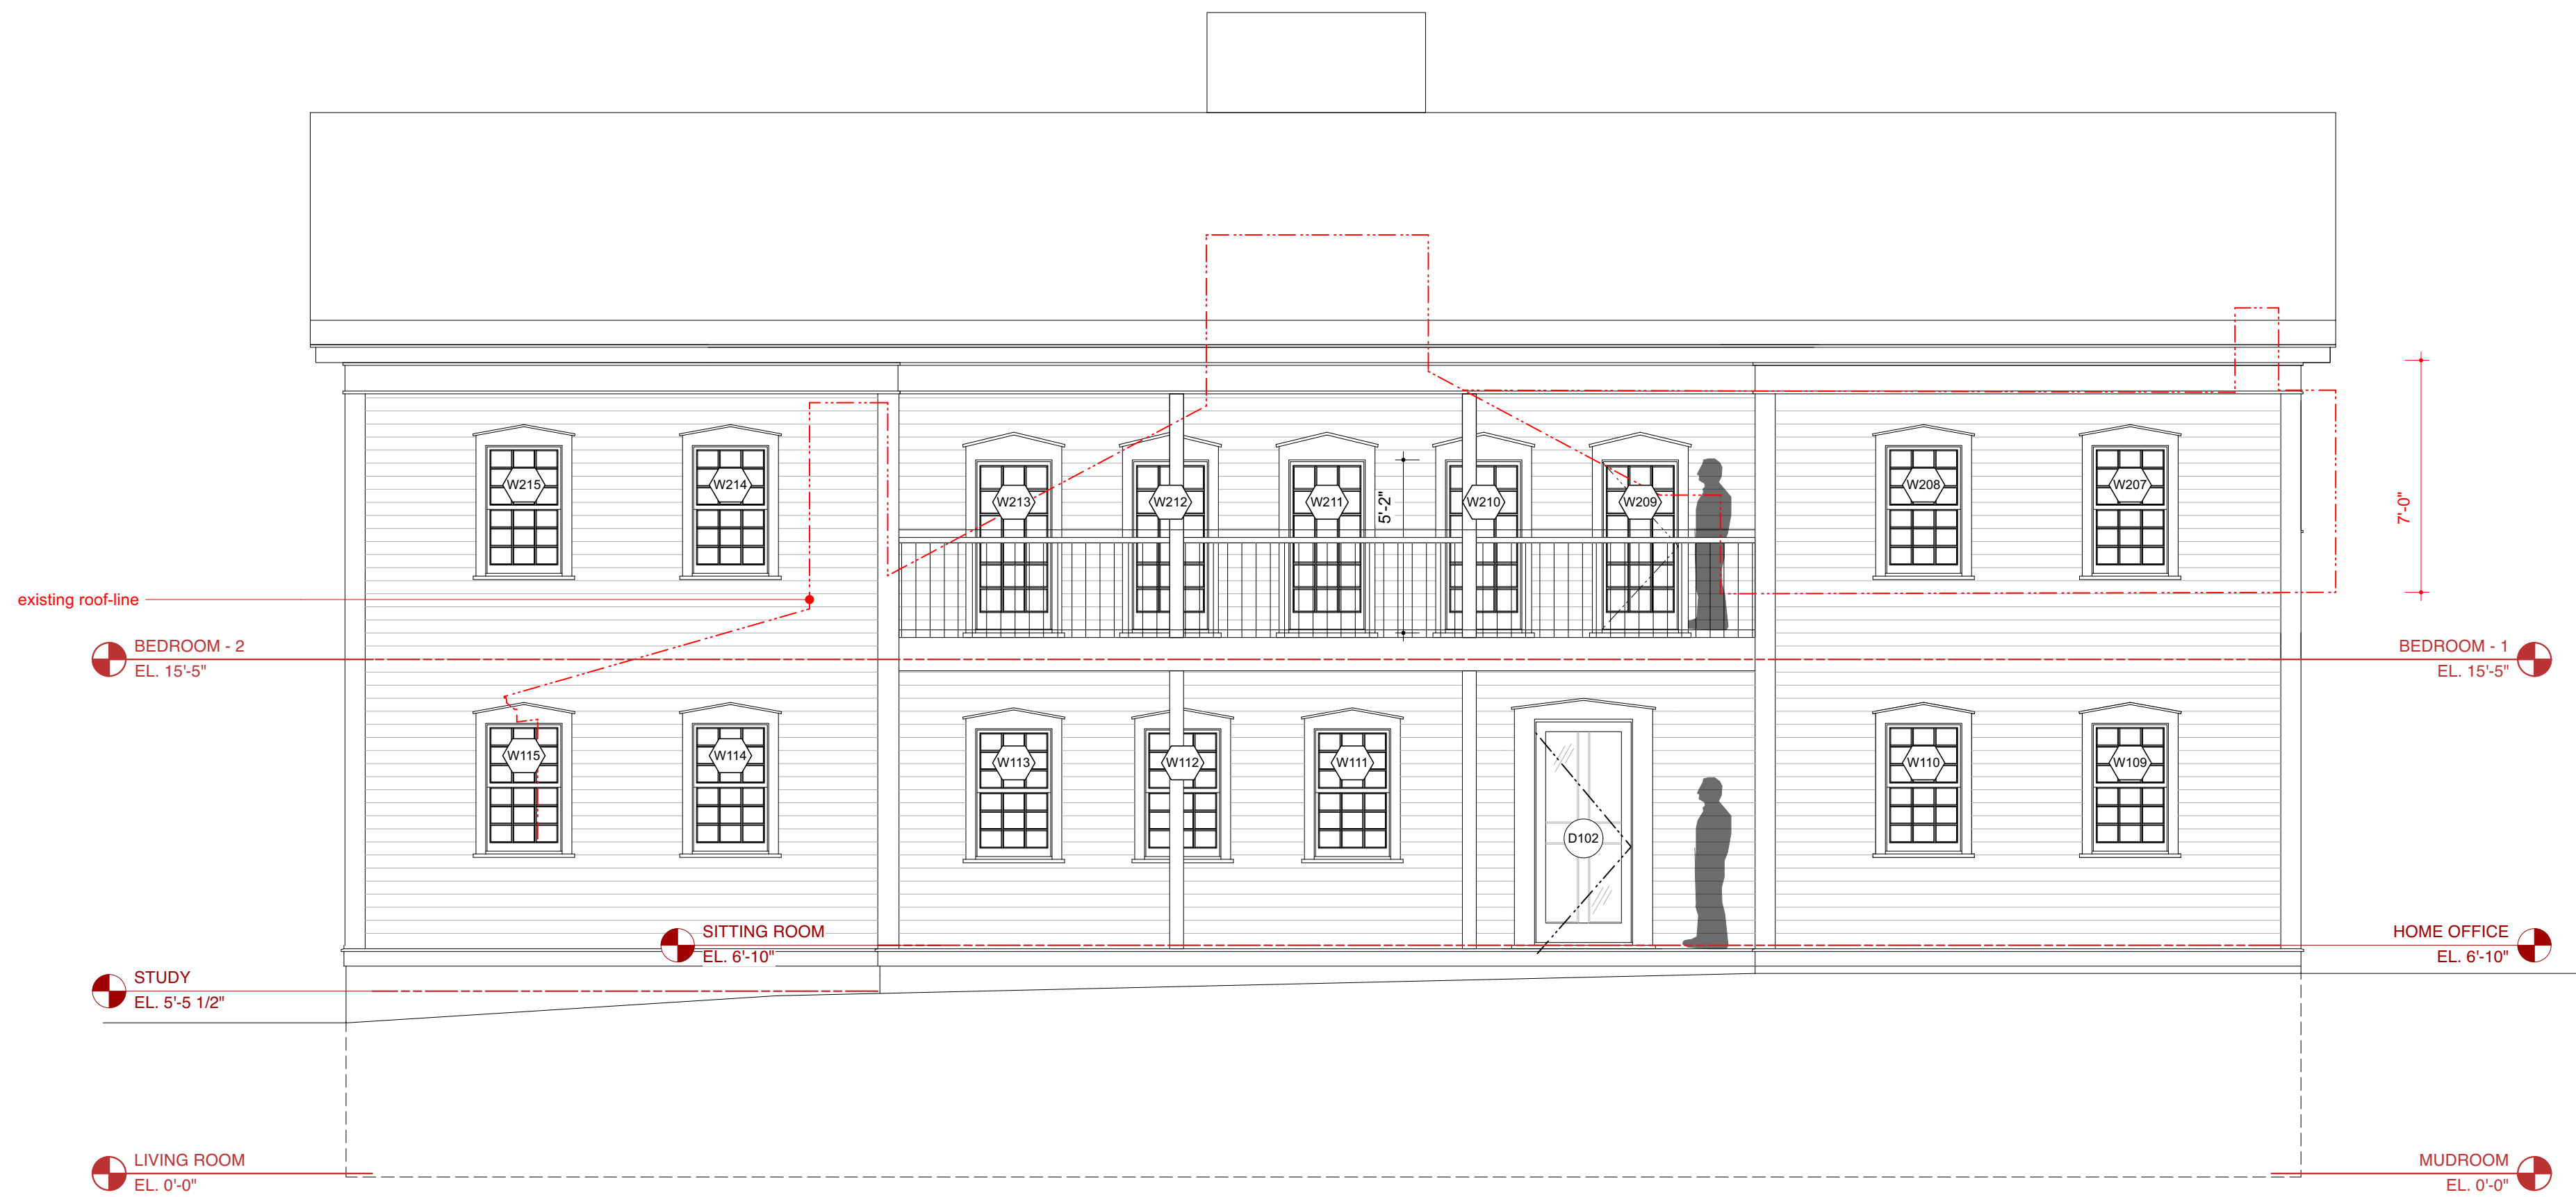 W215
W214
W213
W212
W211
5'-2"
W210
W209
W208
W207
7'-0"
existing roof-line
BEDROOM - 2
EL. 15'-5"
BEDROOM - 1
EL. 15'-5"
W115
W114
W113
W112
W111
D102
W110
W109
SITTING ROOM
EL. 6'-10"
HOME OFFICE
EL. 6'-10"
STUDY
EL. 5'-5 1/2"
LIVING ROOM
EL. 0'-0"
MUDROOM
EL. 0'-0"